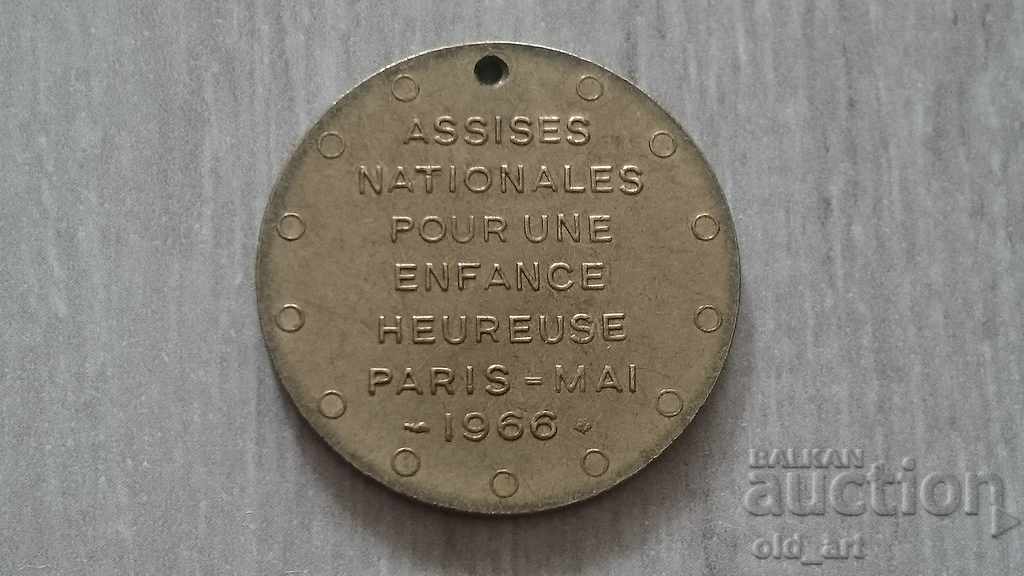 ASSISES
NATIONALES
POUR UNE
ENFANCE
HEUREUSE
PARIS - MAI
1966
BALKAN
auction
old_art